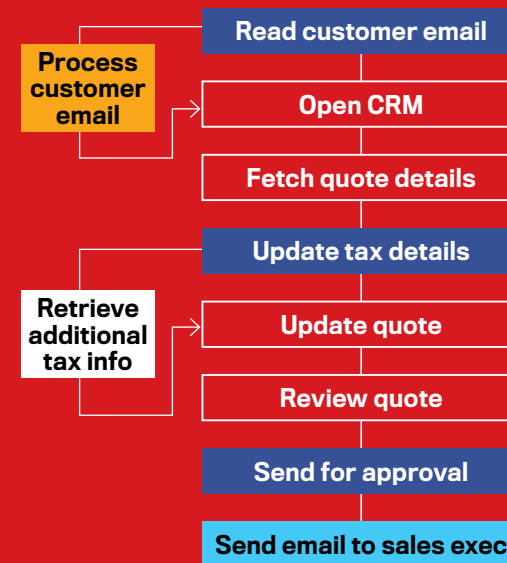 Read customer email
Process
customer
email
Open CRM
Fetch quote details
Update tax details
Retrieve
additional
tax info
Update quote
Review quote
Send for approval
Send email to sales exec